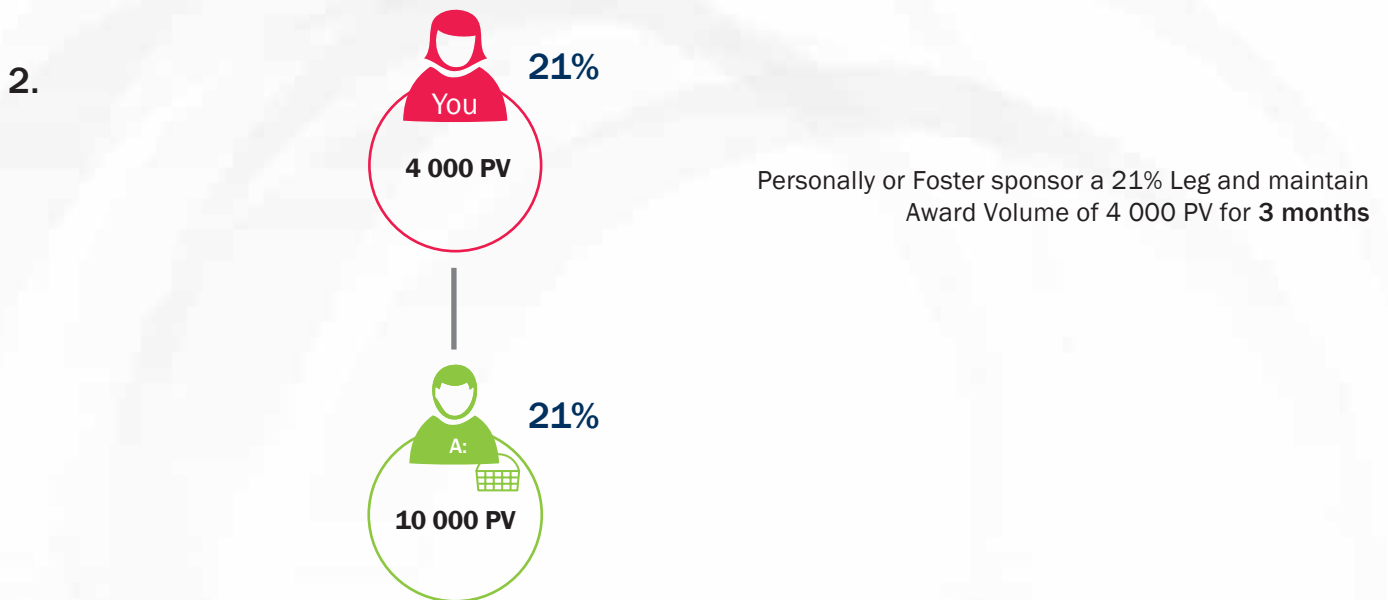 2.
21%
You
4 000 PV
Personally or Foster sponsor a 21% Leg and maintain
Award Volume of 4 000 PV for 3 months
21%
A:
10 000 PV